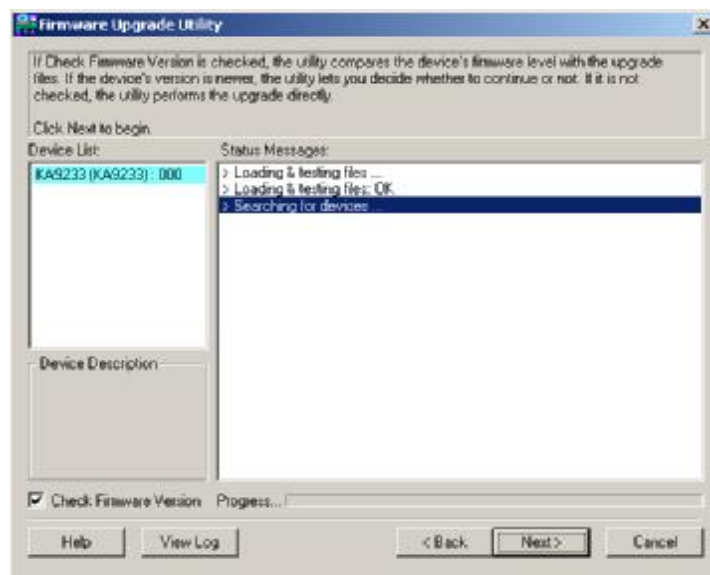 Firmware Upgrade Utility
If Check Firmware Version is checked, the utility compares the device's firmware level with the upgrade
files. If the device's version is newer, the utility lets you decide whether to continue or not. If it is not
checked, the utility performs the upgrade directly.
Click Next to begin.
Device List:
Status Messages:
KA9233 (KA9233) : 000
> Loading & testing files ...
> Loading & testing files: OK.
> Searching for devices ...
Device Description
Check Firmware Version
Progress...
Help
View Log
< Back
Next >
Cancel